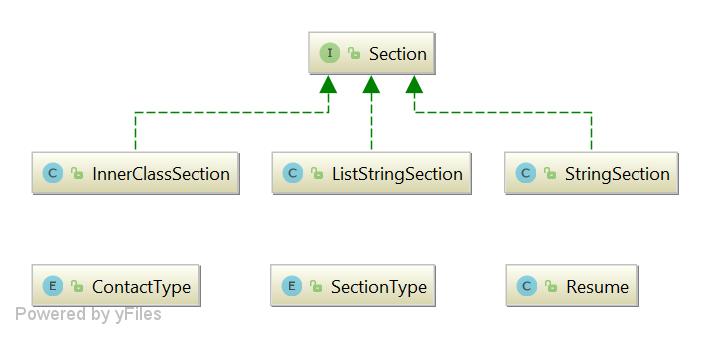 I Section
C InnerClassSection
C ListStringSection
C StringSection
E ContactType
E SectionType
C Resume
Powered by yFiles